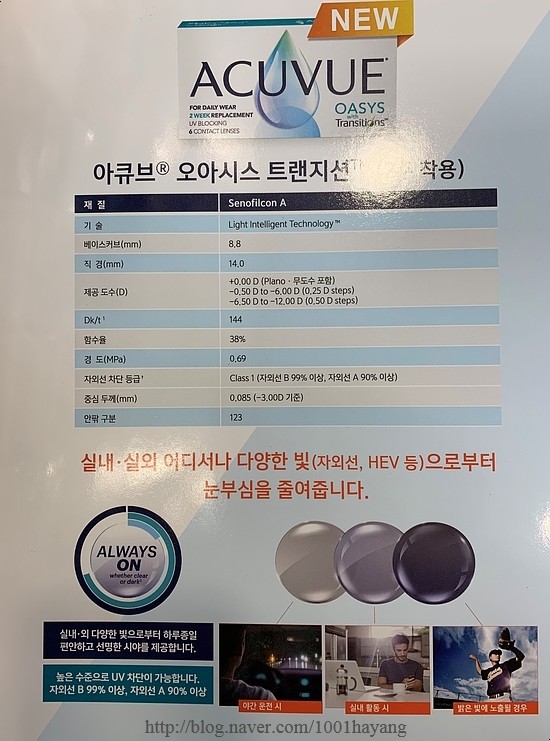 NEW
ACUVUE®
FOR DAILY WEAR
2 WEEK REPLACEMENT
UV BLOCKING
6 CONTACT LENSES
OASYS
with
Transitions™
아큐브® 오아시스 트랜지션 착용)
재 질 Senofilcon A
기 술 Light Intelligent Technology™
베이스커브(mm) 8.8
직 경(mm) 14.0
제공 도수(D) +0.00 D (Plano · 무도수 포함)
-0.50 D to -6.00 D (0.25 D steps)
-6.50 D to -12.00 D (0.50 D steps)
Dk/t¹ 144
함수율 38%
경 도(MPa) 0.69
자외선 차단 등급† Class 1 (자외선 B 99% 이상, 자외선 A 90% 이상)
중심 두께(mm) 0.085 (-3.00D 기준)
안팎 구분 123
실내·실외 어디서나 다양한 빛(자외선, HEV 등)으로부터
눈부심을 줄여줍니다.
ALWAYS
ON
whether clear
or dark
실내·외 다양한 빛으로부터 하루종일
편안하고 선명한 시야를 제공합니다.
높은 수준으로 UV 차단이 가능합니다.
자외선 B 99% 이상, 자외선 A 90% 이상
야간 운전 시
실내 활동 시
밝은 빛에 노출될 경우
http://blog.naver.com/1001hayang